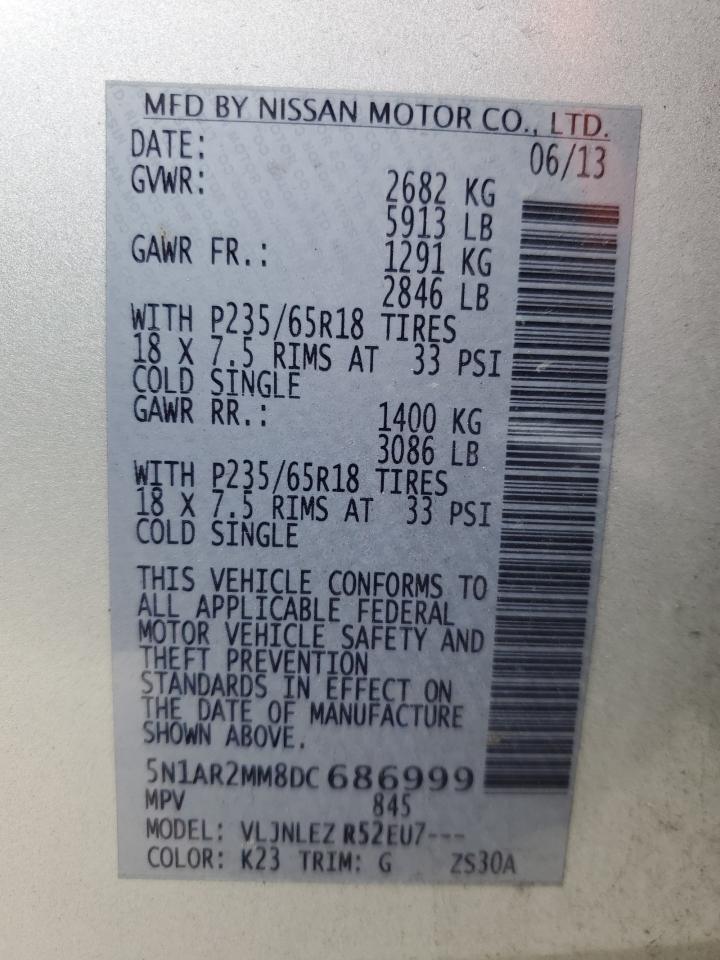 MFD BY NISSAN MOTOR CO., LTD.
DATE: 06/13
GVWR: 2682 KG
5913 LB
GAWR FR.: 1291 KG
2846 LB
WITH P235/65R18 TIRES
18 X 7.5 RIMS AT 33 PSI
COLD SINGLE
GAWR RR.: 1400 KG
3086 LB
WITH P235/65R18 TIRES
18 X 7.5 RIMS AT 33 PSI
COLD SINGLE
THIS VEHICLE CONFORMS TO
ALL APPLICABLE FEDERAL
MOTOR VEHICLE SAFETY AND
THEFT PREVENTION
STANDARDS IN EFFECT ON
THE DATE OF MANUFACTURE
SHOWN ABOVE.
5N1AR2MM8DC 686999
MPV 845
MODEL: VLJNLEZ R52EU7---
COLOR: K23 TRIM: G ZS30A